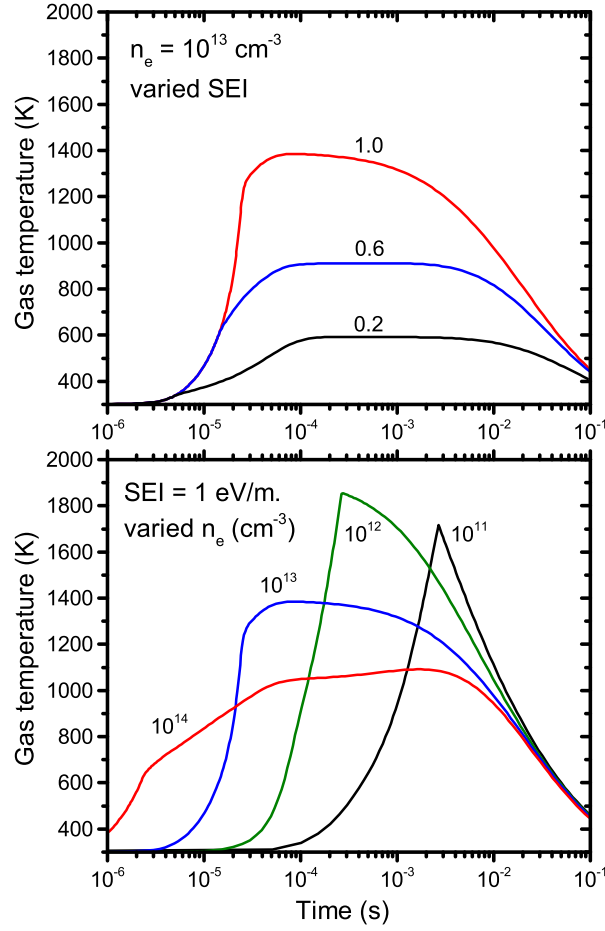 2000
1800
1600
1400
1200
1000
800
600
400
Gas temperature (K)
n_e = 10^13 cm^-3
varied SEI
1.0
0.6
0.2
10^-6 10^-5 10^-4 10^-3 10^-2 10^-1
2000
1800
1600
1400
1200
1000
800
600
400
Gas temperature (K)
SEI = 1 eV/m.
varied n_e (cm^-3)
10^12
10^11
10^13
10^14
10^-6 10^-5 10^-4 10^-3 10^-2 10^-1
Time (s)